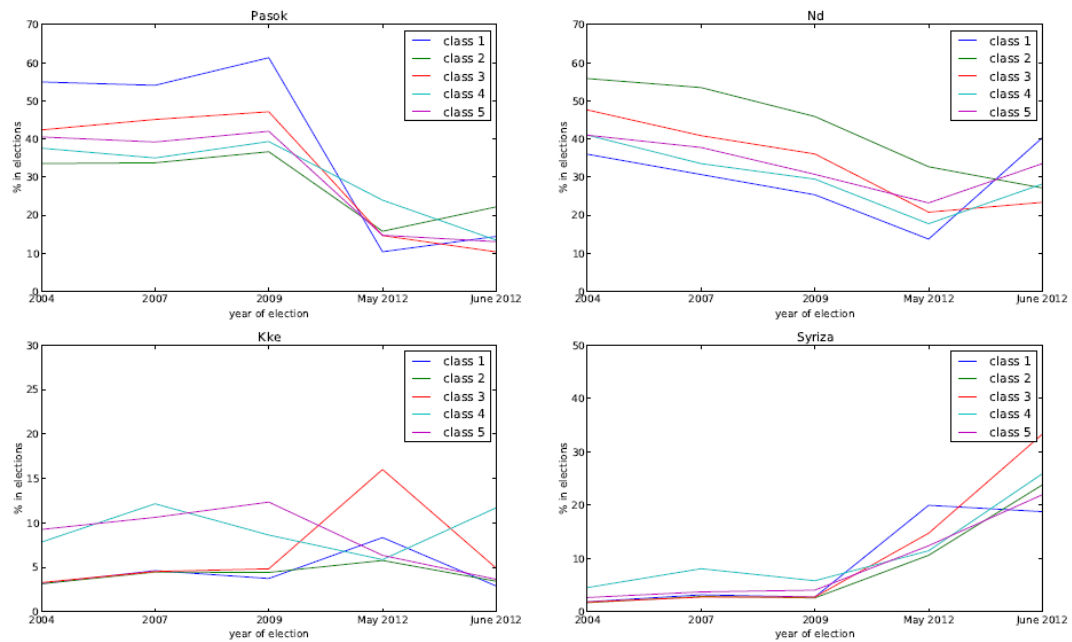 Pasok
70
60
50
40
30
20
10
0
% in elections
class 1
class 2
class 3
class 4
class 5
2004 2007 2009 May 2012 June 2012
year of election
Nd
70
60
50
40
30
20
10
0
% in elections
class 1
class 2
class 3
class 4
class 5
2004 2007 2009 May 2012 June 2012
year of election
Kke
30
25
20
15
10
5
0
% in elections
class 1
class 2
class 3
class 4
class 5
2004 2007 2009 May 2012 June 2012
year of election
Syriza
50
40
30
20
10
0
% in elections
class 1
class 2
class 3
class 4
class 5
2004 2007 2009 May 2012 June 2012
year of election